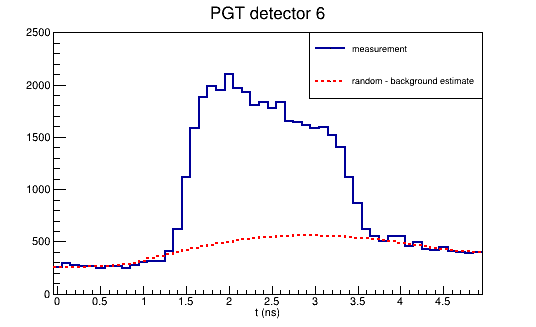 PGT detector 6
2500
measurement
random - background estimate
2000
1500
1000
500
0
0 0.5 1 1.5 2 2.5 3 3.5 4 4.5
t (ns)